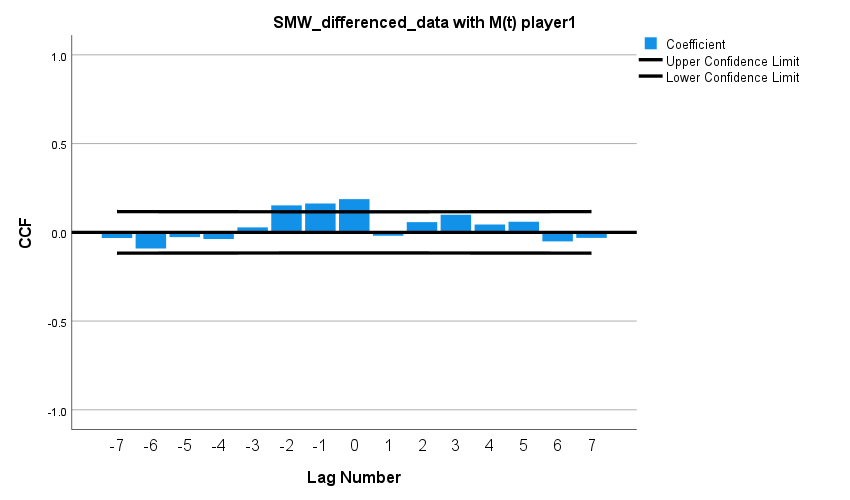 SMW_differenced_data with M(t) player1
Coefficient
Upper Confidence Limit
Lower Confidence Limit
1.0
0.5
0.0
-0.5
-1.0
CCF
-7 -6 -5 -4 -3 -2 -1 0 1 2 3 4 5 6 7
Lag Number